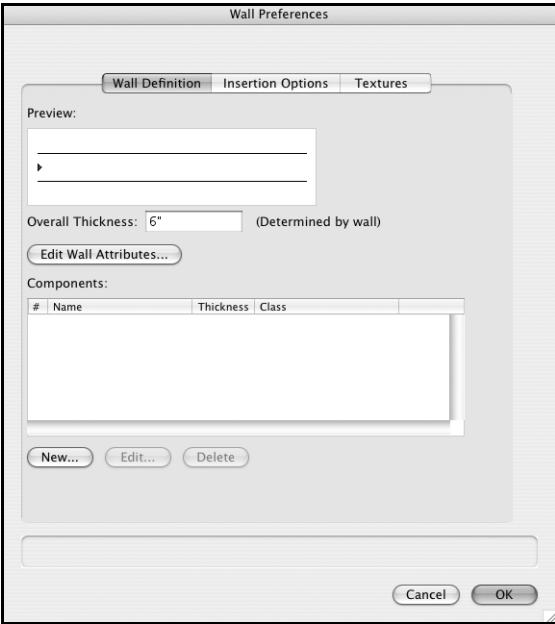 Wall Preferences
Wall Definition Insertion Options Textures
Preview:
Overall Thickness: 6" (Determined by wall)
Edit Wall Attributes...
Components:
# Name Thickness Class
New... Edit... Delete
Cancel OK